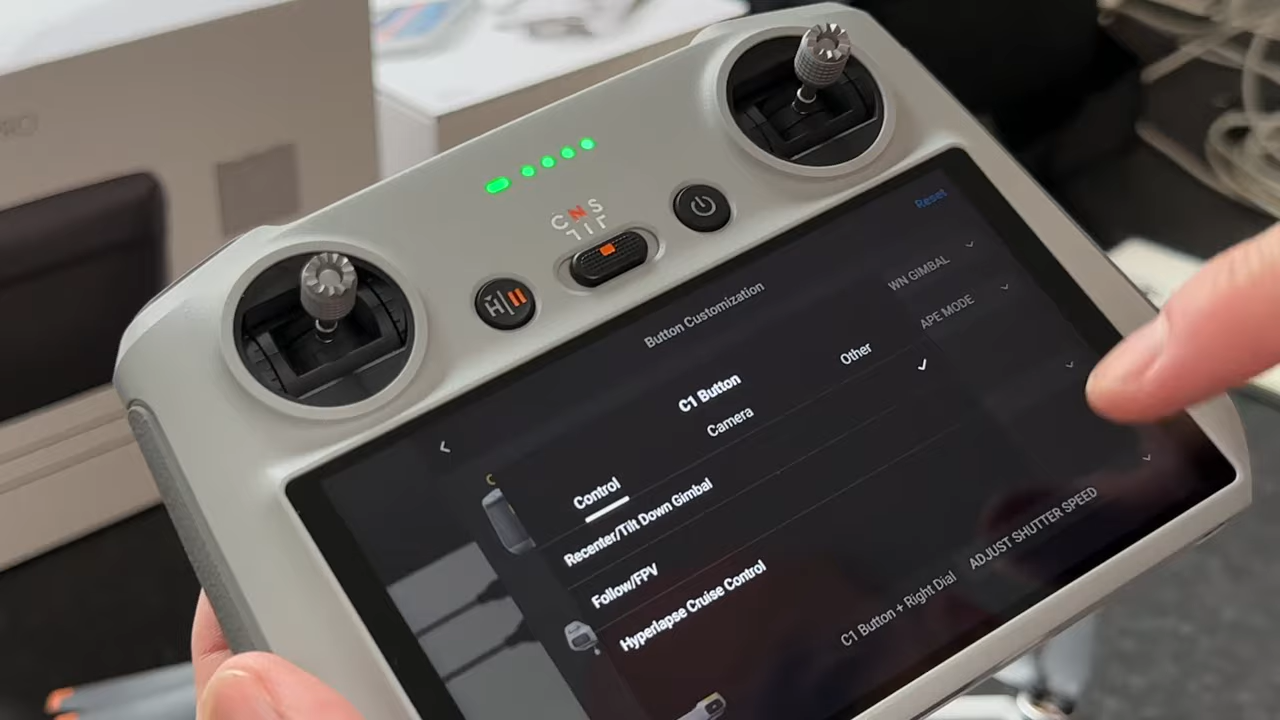 PRO
C N S
H
Reset
Button Customization
WN GIMBAL
APE MODE
C1 Button
Control
Camera
Other
Recenter/Tilt Down Gimbal
Follow/FPV
Hyperlapse Cruise Control
C1 Button + Right Dial
ADJUST SHUTTER SPEED